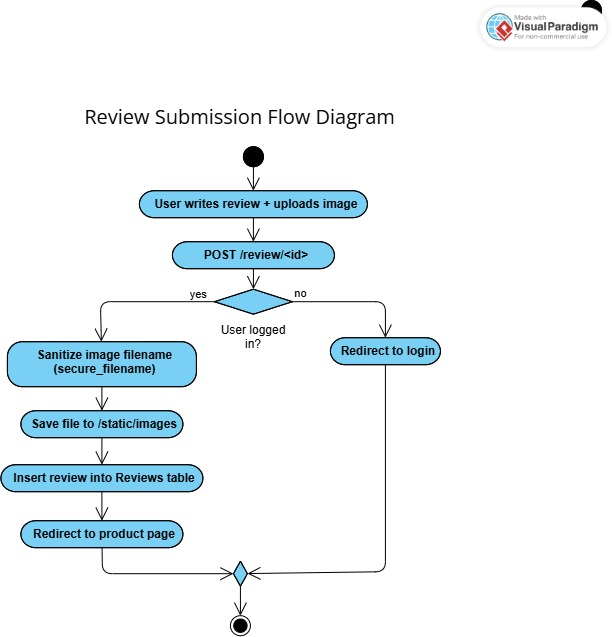 Made with
Visual Paradigm
For non-commercial use
Review Submission Flow Diagram
User writes review + uploads image
POST /review/<id>
yes
no
User logged
in?
Sanitize image filename
(secure_filename)
Redirect to login
Save file to /static/images
Insert review into Reviews table
Redirect to product page